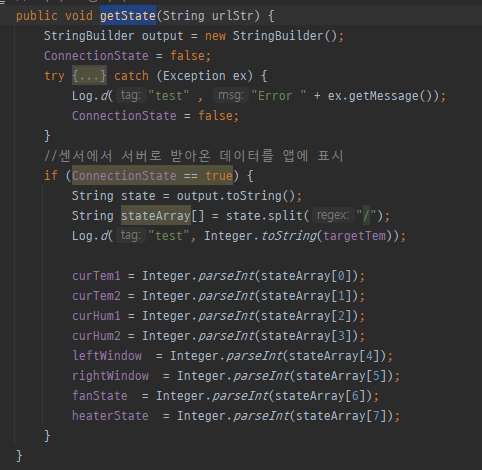 public void getState(String urlStr) {
    StringBuilder output = new StringBuilder();
    ConnectionState = false;
    try {...} catch (Exception ex) {
        Log.d( tag: "test" , msg: "Error " + ex.getMessage());
        ConnectionState = false;
    }
    //센서에서 서버로 받아온 데이터를 앱에 표시
    if (ConnectionState == true) {
        String state = output.toString();
        String stateArray[] = state.split( regex: "/");
        Log.d( tag: "test", Integer.toString(targetTem));

        curTem1 = Integer.parseInt(stateArray[0]);
        curTem2 = Integer.parseInt(stateArray[1]);
        curHum1 = Integer.parseInt(stateArray[2]);
        curHum2 = Integer.parseInt(stateArray[3]);
        leftWindow  = Integer.parseInt(stateArray[4]);
        rightWindow  = Integer.parseInt(stateArray[5]);
        fanState  = Integer.parseInt(stateArray[6]);
        heaterState  = Integer.parseInt(stateArray[7]);
    }
}